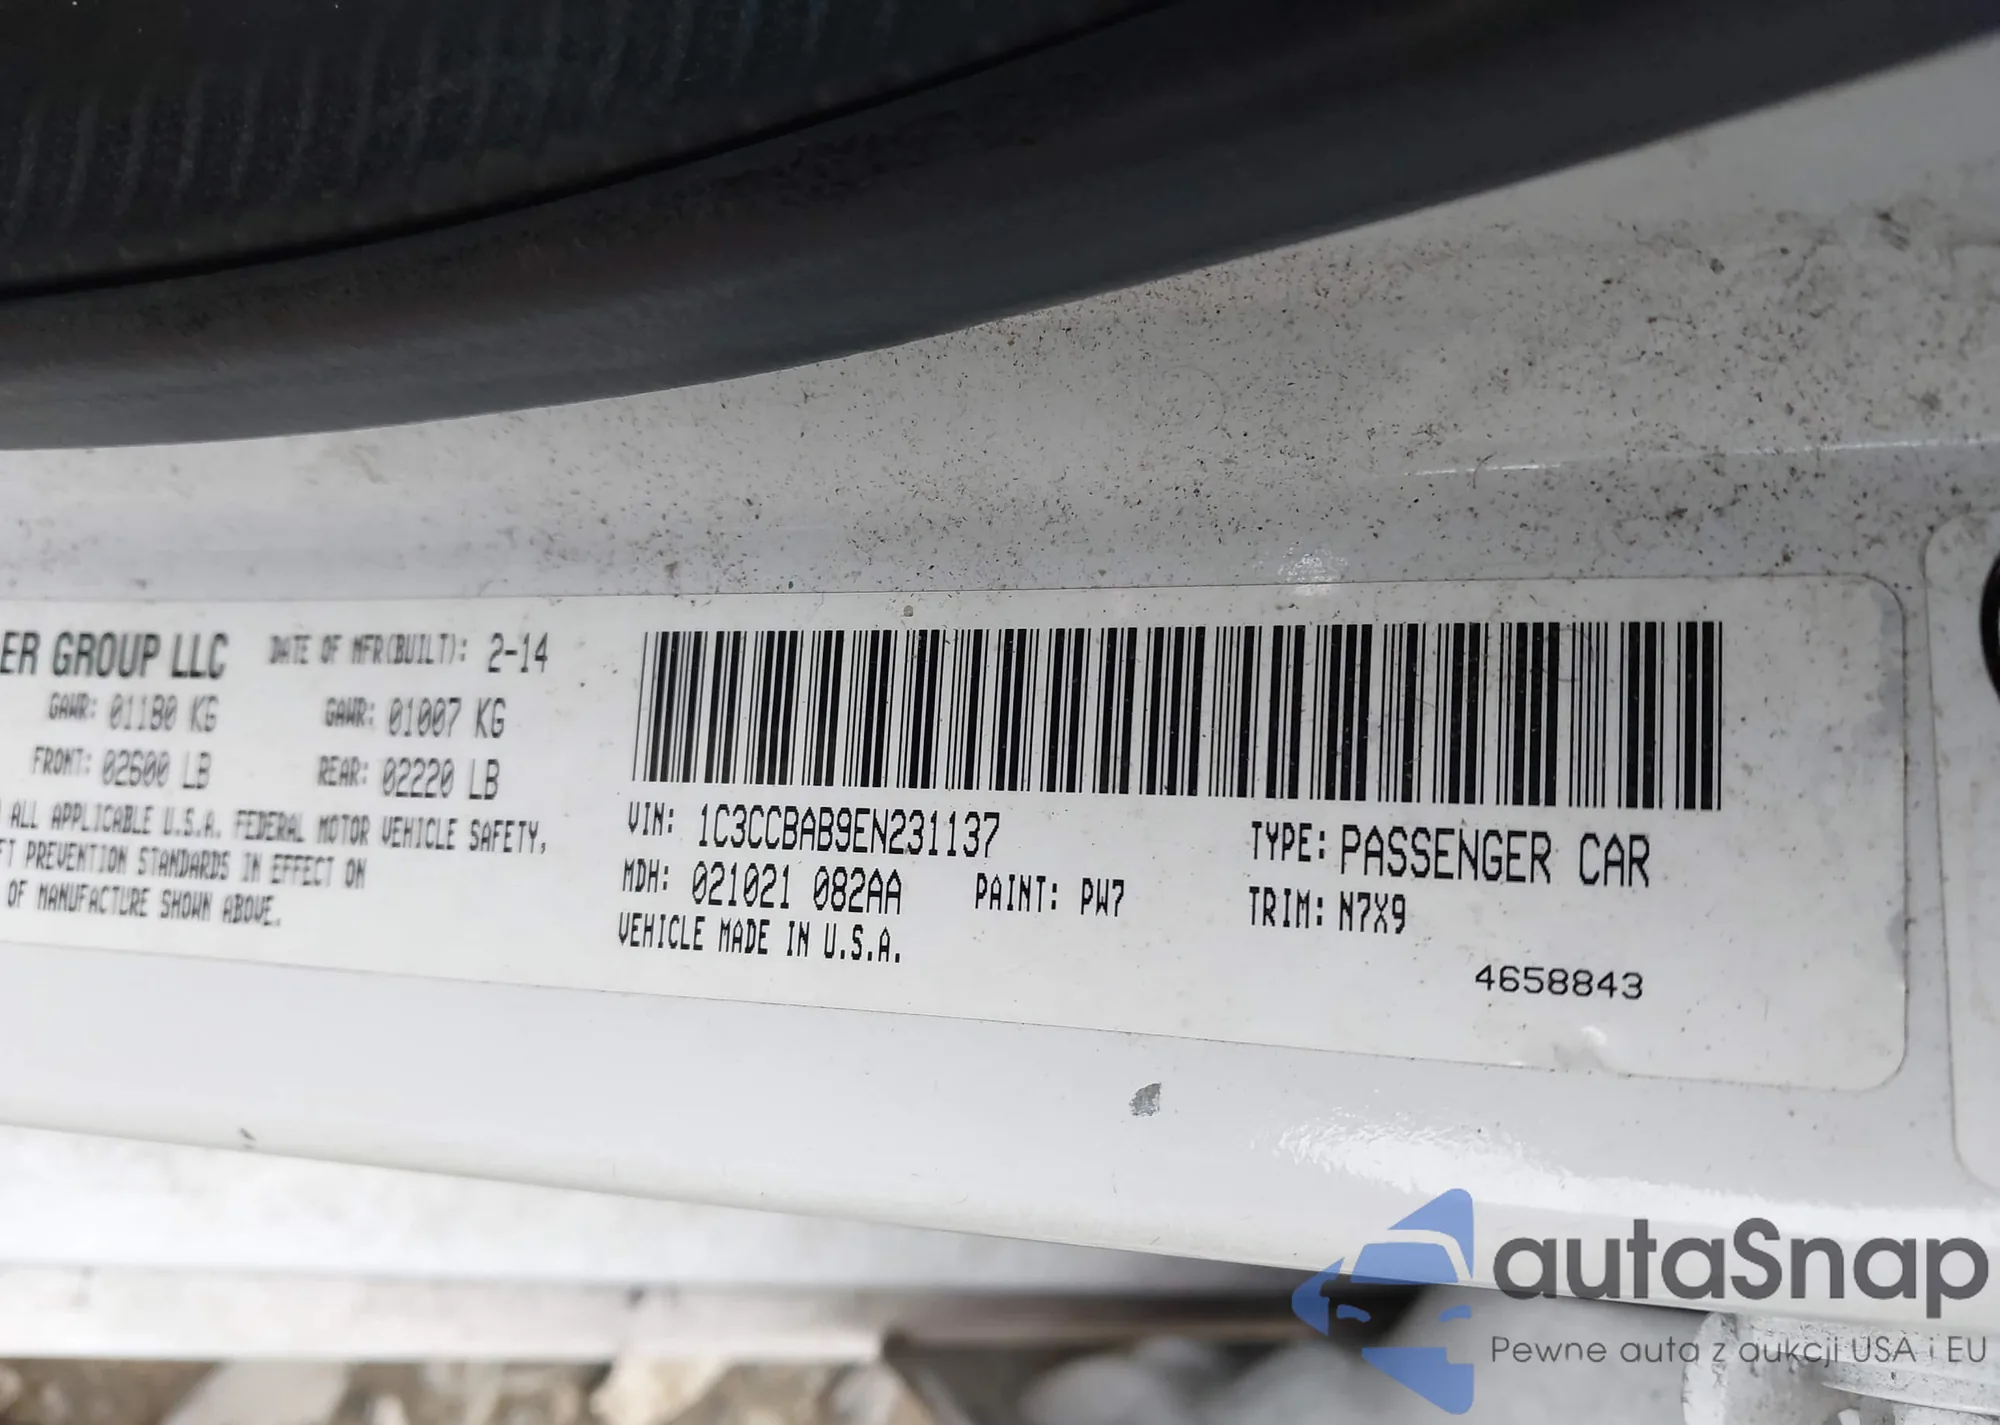 ER GROUP LLC DATE OF MFR(BUILT): 2-14
GAWR: 01180 KG GAWR: 01007 KG
FRONT: 02600 LB REAR: 02220 LB
ALL APPLICABLE U.S.A. FEDERAL MOTOR VEHICLE SAFETY,
FT PREVENTION STANDARDS IN EFFECT ON
OF MANUFACTURE SHOWN ABOVE.
VIN: 1C3CCBAB9EN231137 TYPE: PASSENGER CAR
MDH: 021021 082AA PAINT: PW7 TRIM: N7X9
VEHICLE MADE IN U.S.A.
4658843
autaSnap
Pewne auta z aukcji USA i EU